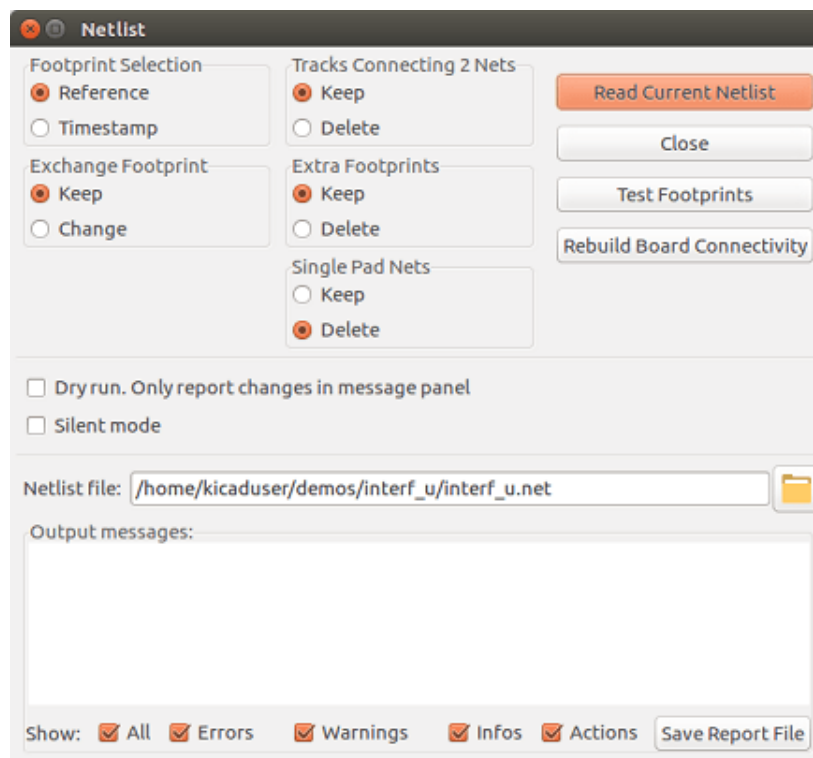 Netlist
Footprint Selection
Reference
Timestamp
Exchange Footprint
Keep
Change
Tracks Connecting 2 Nets
Keep
Delete
Extra Footprints
Keep
Delete
Single Pad Nets
Keep
Delete
Read Current Netlist
Close
Test Footprints
Rebuild Board Connectivity
Dry run. Only report changes in message panel
Silent mode
Netlist file: /home/kicaduser/demos/interf_u/interf_u.net
Output messages:
Show: All Errors Warnings Infos Actions Save Report File